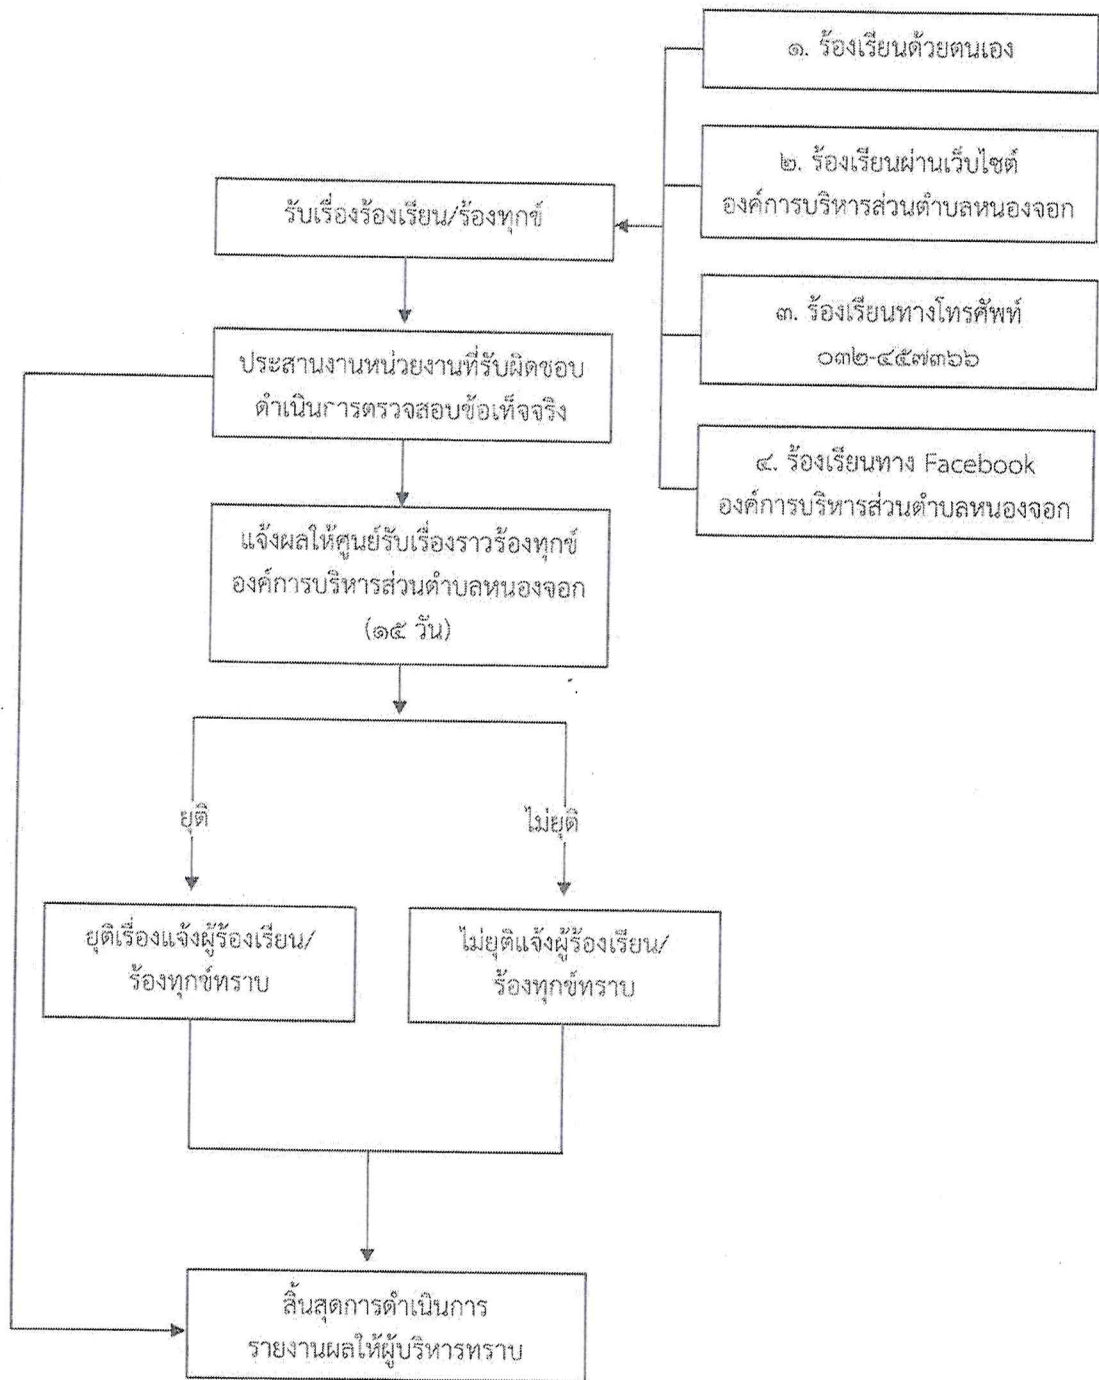 ๑. ร้องเรียนด้วยตนเอง
๒. ร้องเรียนผ่านเว็บไซต์
องค์การบริหารส่วนตำบลหนองจอก
๓. ร้องเรียนทางโทรศัพท์
๐๓๒-๔๕๗๓๖๖
๔. ร้องเรียนทาง Facebook
องค์การบริหารส่วนตำบลหนองจอก
รับเรื่องร้องเรียน/ร้องทุกข์
ประสานงานหน่วยงานที่รับผิดชอบ
ดำเนินการตรวจสอบข้อเท็จจริง
แจ้งผลให้ศูนย์รับเรื่องราวร้องทุกข์
องค์การบริหารส่วนตำบลหนองจอก
(๑๕ วัน)
ยุติ
ไม่ยุติ
ยุติเรื่องแจ้งผู้ร้องเรียน/
ร้องทุกข์ทราบ
ไม่ยุติแจ้งผู้ร้องเรียน/
ร้องทุกข์ทราบ
สิ้นสุดการดำเนินการ
รายงานผลให้ผู้บริหารทราบ